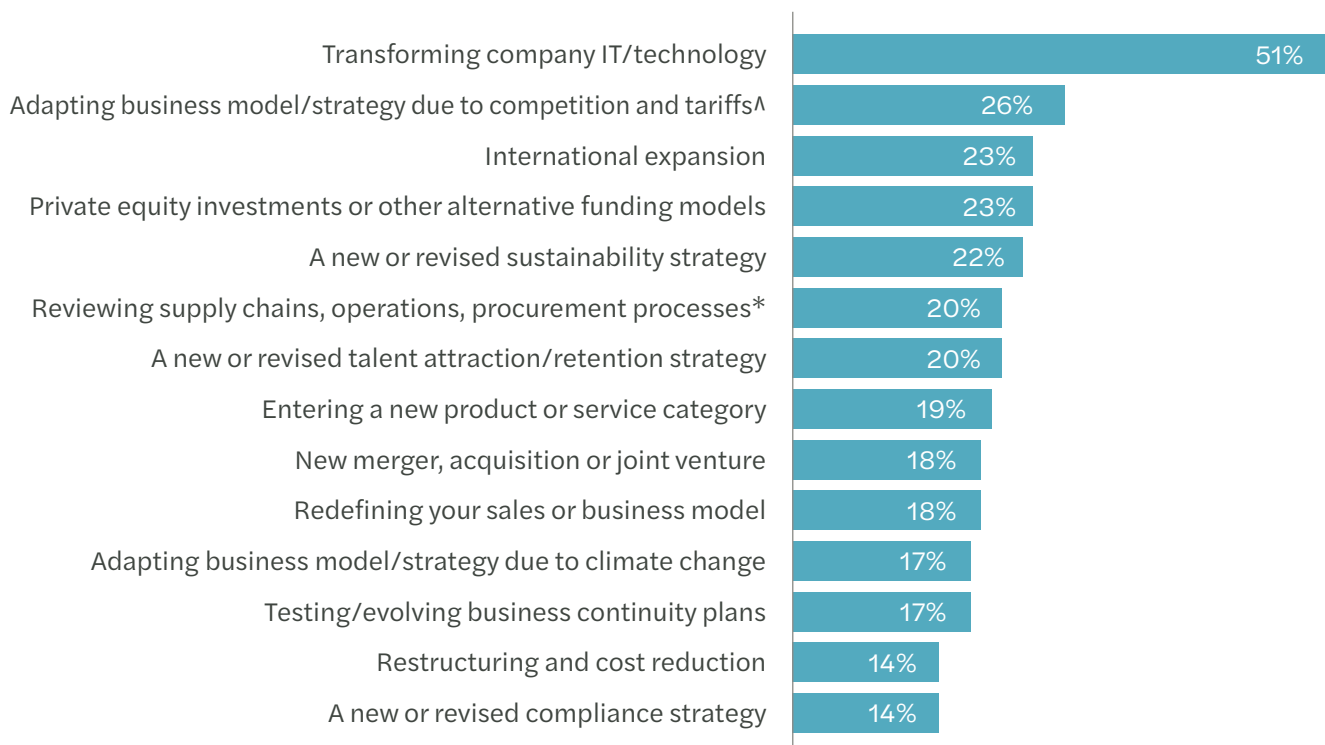 Transforming company IT/technology 51%
Adapting business model/strategy due to competition and tariffs^ 26%
International expansion 23%
Private equity investments or other alternative funding models 23%
A new or revised sustainability strategy 22%
Reviewing supply chains, operations, procurement processes* 20%
A new or revised talent attraction/retention strategy 20%
Entering a new product or service category 19%
New merger, acquisition or joint venture 18%
Redefining your sales or business model 18%
Adapting business model/strategy due to climate change 17%
Testing/evolving business continuity plans 17%
Restructuring and cost reduction 14%
A new or revised compliance strategy 14%